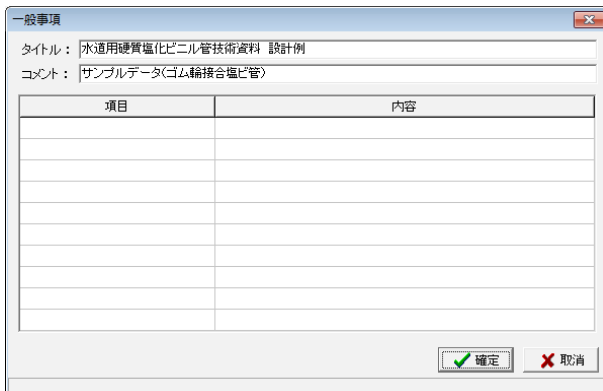 一般事項
タイトル： 水道用硬質塩化ビニル管技術資料 設計例
コメント： サンプルデータ(ゴム輪接合塩ビ管)
項目 内容
確定 取消